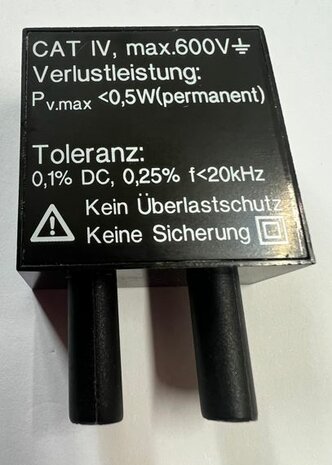 CAT IV, max.600V⏚
Verlustleistung:
Pv.max <0,5W(permanent)
Toleranz:
0,1% DC, 0,25% f<20kHz
Kein Überlastschutz
Keine Sicherung